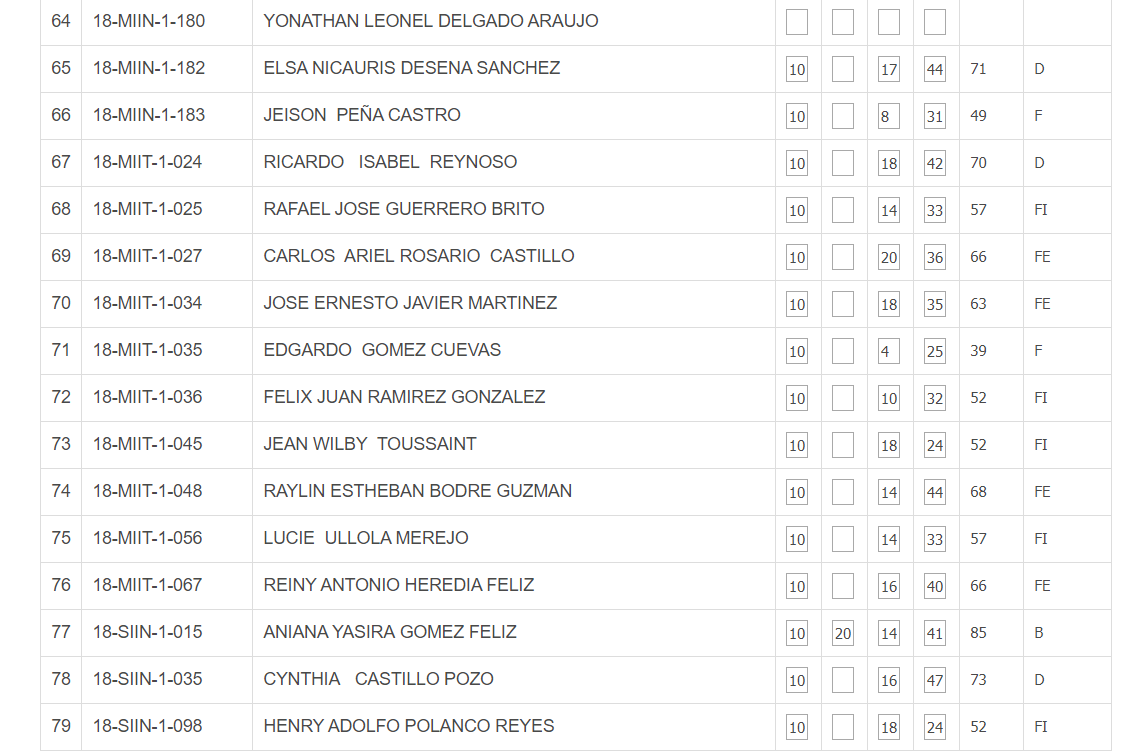 64 18-MIIN-1-180 YONATHAN LEONEL DELGADO ARAUJO
65 18-MIIN-1-182 ELSA NICAURIS DESENA SANCHEZ 10 17 44 71 D
66 18-MIIN-1-183 JEISON PEÑA CASTRO 10 8 31 49 F
67 18-MIIT-1-024 RICARDO ISABEL REYNOSO 10 18 42 70 D
68 18-MIIT-1-025 RAFAEL JOSE GUERRERO BRITO 10 14 33 57 FI
69 18-MIIT-1-027 CARLOS ARIEL ROSARIO CASTILLO 10 20 36 66 FE
70 18-MIIT-1-034 JOSE ERNESTO JAVIER MARTINEZ 10 18 35 63 FE
71 18-MIIT-1-035 EDGARDO GOMEZ CUEVAS 10 4 25 39 F
72 18-MIIT-1-036 FELIX JUAN RAMIREZ GONZALEZ 10 10 32 52 FI
73 18-MIIT-1-045 JEAN WILBY TOUSSAINT 10 18 24 52 FI
74 18-MIIT-1-048 RAYLIN ESTHEBAN BODRE GUZMAN 10 14 44 68 FE
75 18-MIIT-1-056 LUCIE ULLOLA MEREJO 10 14 33 57 FI
76 18-MIIT-1-067 REINY ANTONIO HEREDIA FELIZ 10 16 40 66 FE
77 18-SIIN-1-015 ANIANA YASIRA GOMEZ FELIZ 10 20 14 41 85 B
78 18-SIIN-1-035 CYNTHIA CASTILLO POZO 10 16 47 73 D
79 18-SIIN-1-098 HENRY ADOLFO POLANCO REYES 10 18 24 52 FI